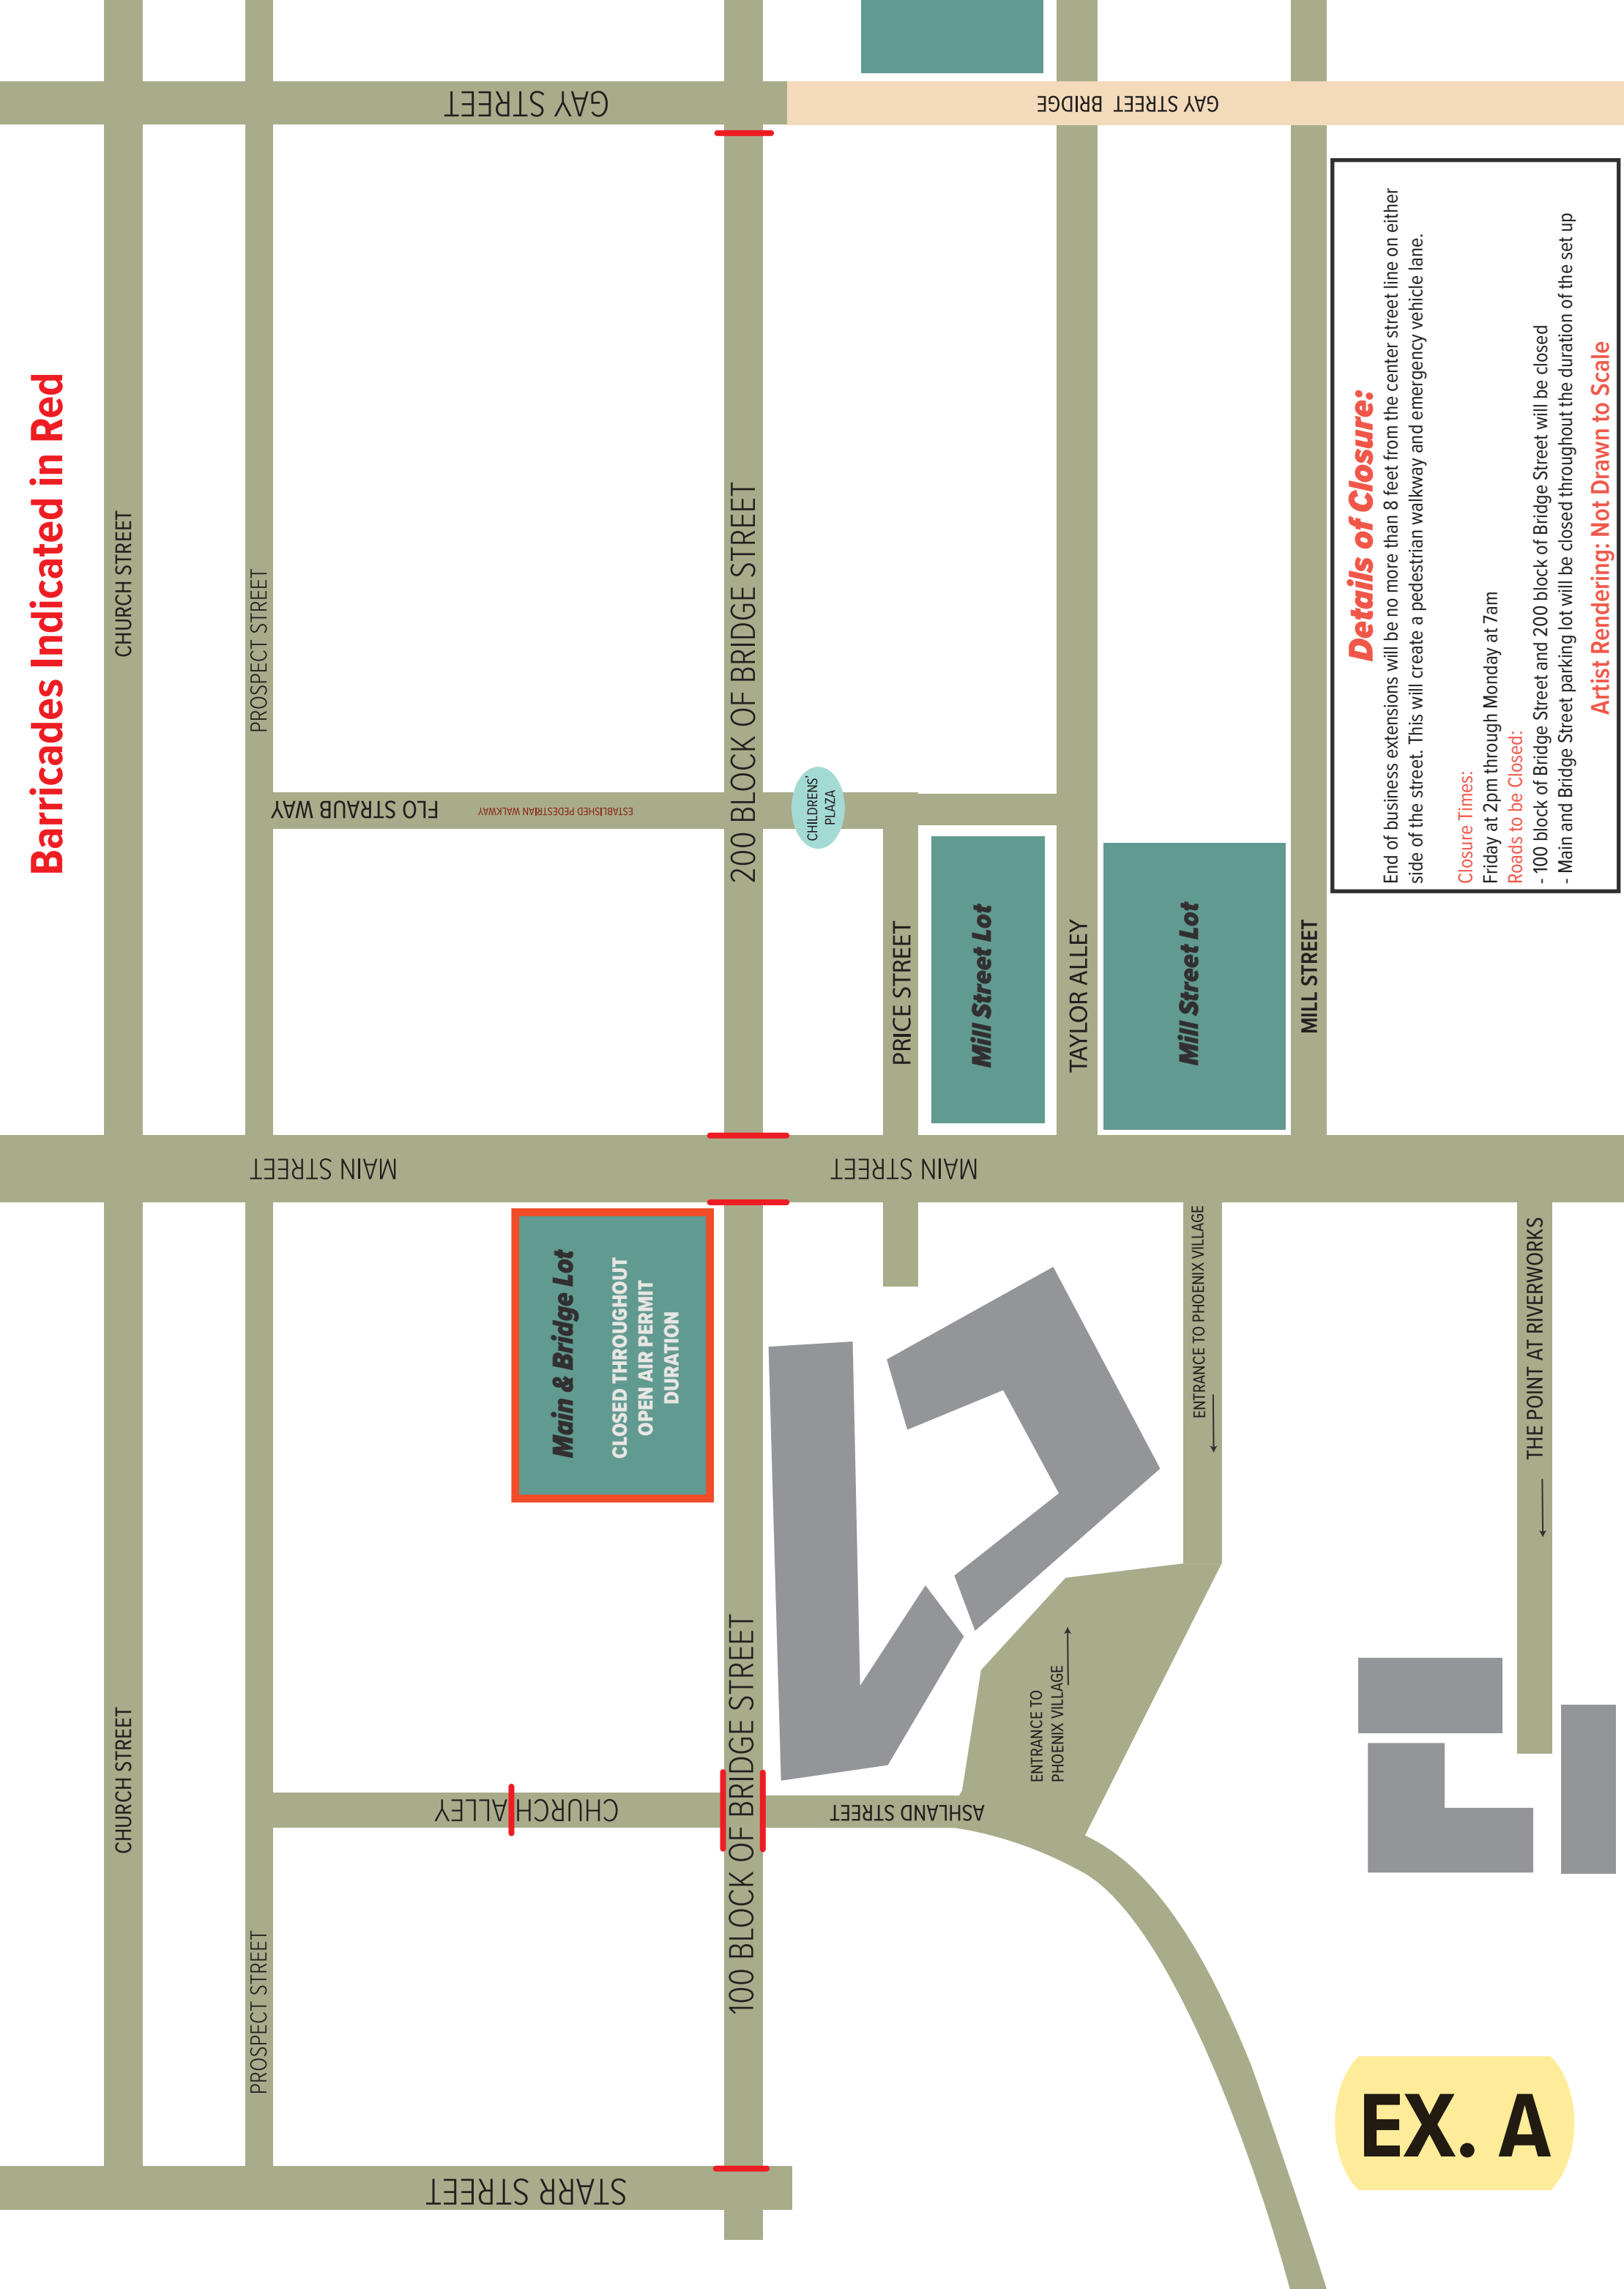 Barricades Indicated in Red
CHURCH STREET
CHURCH STREET
PROSPECT STREET
PROSPECT STREET
GAY STREET
GAY STREET BRIDGE
FLO STRAUB WAY
ESTABLISHED PEDESTRIAN WALKWAY
200 BLOCK OF BRIDGE STREET
CHILDRENS'
PLAZA
PRICE STREET
Mill Street Lot
TAYLOR ALLEY
Mill Street Lot
MILL STREET
MAIN STREET
MAIN STREET
Main & Bridge Lot
CLOSED THROUGHOUT
OPEN AIR PERMIT
DURATION
100 BLOCK OF BRIDGE STREET
CHURCH ALLEY
ASHLAND STREET
ENTRANCE TO
PHOENIX VILLAGE
ENTRANCE TO PHOENIX VILLAGE
THE POINT AT RIVERWORKS
STARR STREET
Details of Closure:
End of business extensions will be no more than 8 feet from the center street line on either
side of the street. This will create a pedestrian walkway and emergency vehicle lane.
Closure Times:
Friday at 2pm through Monday at 7am
Roads to be Closed:
- 100 block of Bridge Street and 200 block of Bridge Street will be closed
- Main and Bridge Street parking lot will be closed throughout the duration of the set up
Artist Rendering: Not Drawn to Scale
EX. A